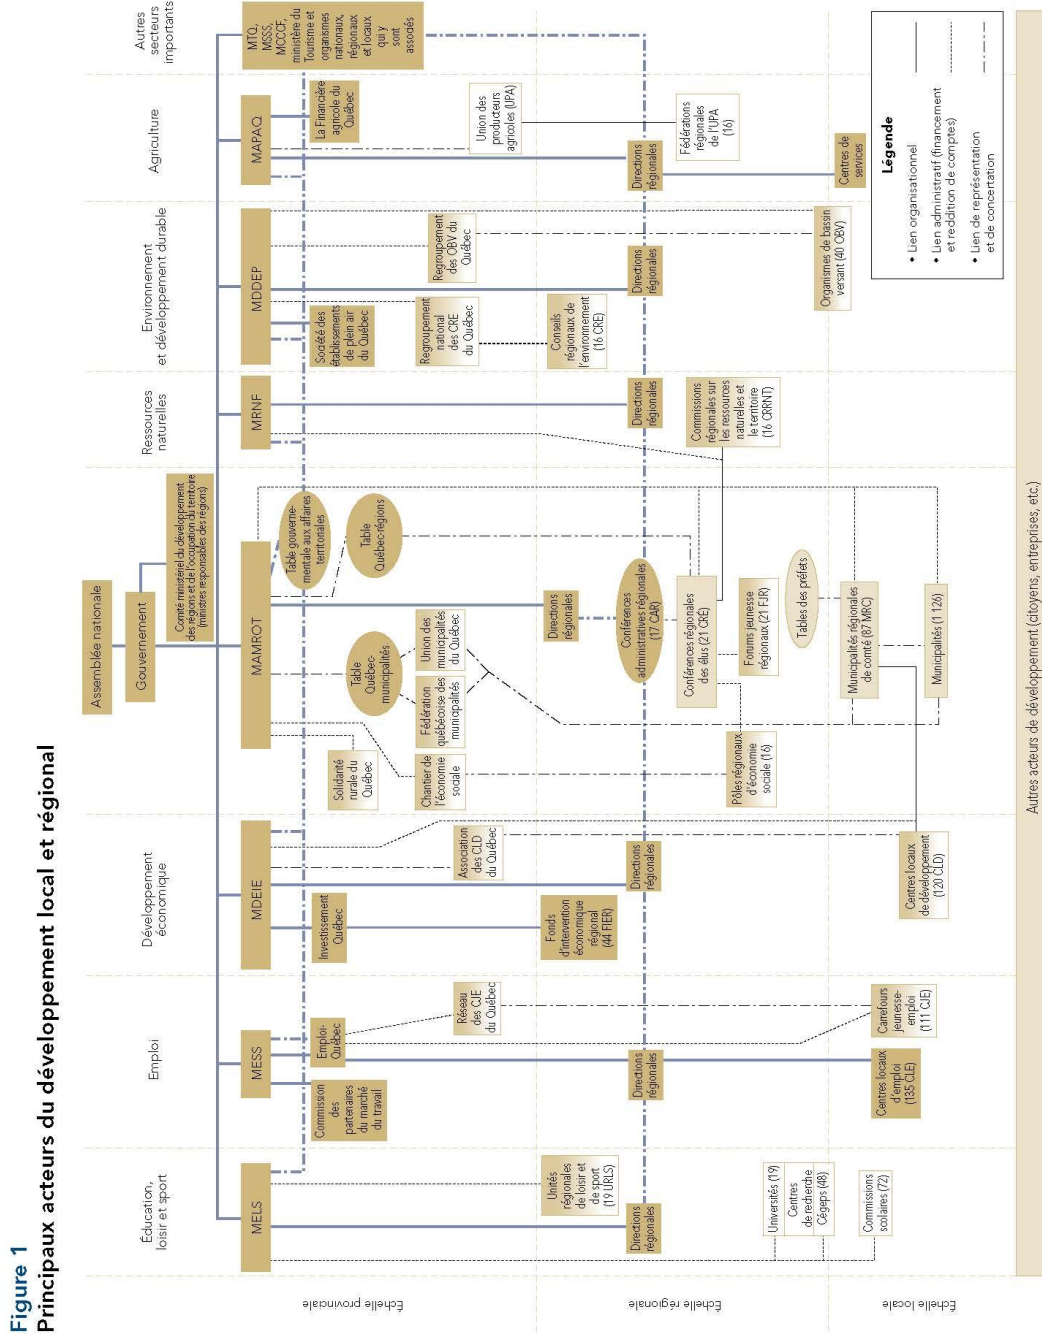 Figure 1
Principaux acteurs du développement local et régional
Éducation,
loisir et sport
Emploi
Développement
économique
Ressources
naturelles
Environnement
et développement durable
Agriculture
Autres
secteurs
importants
Assemblée nationale
Gouvernement
Comité ministériel du développement
des régions et de l'occupation du territoire
(ministres responsables des régions)
MELS
MESS
MDEIE
MAMROT
MRNF
MDDEP
MAPAQ
MTQ,
MSSS,
MCCCF,
ministère du
Tourisme et
organismes
nationaux,
régionaux
et locaux
qui y
sont
associés
Échelle provinciale
Commission
des
partenaires
du marché
du travail
Emploi-
Québec
Réseau
des CJE
du Québec
Investissement
Québec
Association
des CLD
du Québec
Solidarité
rurale du
Québec
Chantier de
l'économie
sociale
Table
Québec-
municipalités
Fédération
québécoise des
municipalités
Union des
municipalités
du Québec
Table gouverne-
mentale aux affaires
territoriales
Table
Québec-régions
Société des
établissements
de plein air
du Québec
Regroupement
national
des CRE
du Québec
Regroupement
des OBV du
Québec
La Financière
agricole du
Québec
Union des
producteurs
agricoles (UPA)
Échelle régionale
Unités
régionales
de loisir et
de sport
(19 URLS)
Directions
régionales
Directions
régionales
Fonds
d'intervention
économique
régional
(44 FIER)
Directions
régionales
Directions
régionales
Conférences
administratives régionales
(17 CAR)
Conférences régionales
des élus (21 CRÉ)
Pôles régionaux
d'économie
sociale (16)
Forums jeunesse
régionaux (21 FJR)
Directions
régionales
Commissions
régionales sur
les ressources
naturelles et
le territoire
(16 CRRNT)
Conseils
régionaux de
l'environnement
(16 CRE)
Directions
régionales
Directions
régionales
Fédérations
régionales
de l'UPA
(16)
Échelle locale
Universités (19)
Centres
de recherche
Cégeps (48)
Commissions
scolaires (72)
Centres locaux
d'emploi
(135 CLE)
Carrefours
jeunesse-
emploi
(111 CJE)
Centres locaux
de développement
(120 CLD)
Tables des préfets
Municipalités régionales
de comté (87 MRC)
Municipalités (1 126)
Organismes de bassin
versant (40 OBV)
Centres de
services
Légende
• Lien organisationnel
• Lien administratif (financement
et reddition de comptes)
• Lien de représentation
et de concertation
Autres acteurs de développement (citoyens, entreprises, etc.)